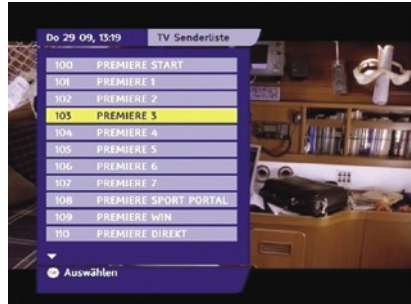 Do 29 09, 13:19 TV Senderliste
100 PREMIERE START
101 PREMIERE 1
102 PREMIERE 2
103 PREMIERE 3
104 PREMIERE 4
105 PREMIERE 5
106 PREMIERE 6
107 PREMIERE 7
108 PREMIERE SPORT PORTAL
109 PREMIERE WIN
110 PREMIERE DIREKT
Auswählen